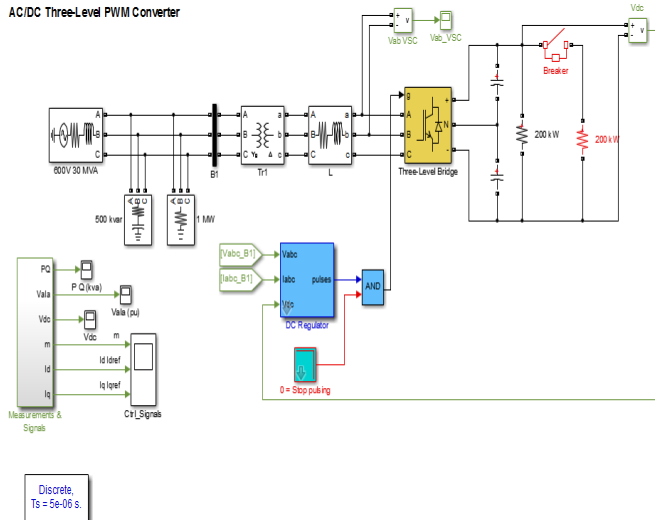 AC/DC Three-Level PWM Converter
Vdc
+
v
-
Vab VSC
Vab_VSC
+
v
-
Breaker
A
B
C
600V 30 MVA
B1
A
B
C
a
b
c
Tr1
A
B
C
a
b
c
L
g
A
B
C
+
N
-
Three-Level Bridge
200 kW
200 kW
A B C
500 kvar
A B C
1 MW
[Vabc_B1]
[Iabc_B1]
Vabc
Iabc
Vdc
pulses
DC Regulator
AND
0 = Stop pulsing
PQ
Vala
Vdc
m
Id
Iq
P Q (kva)
Vala (pu)
Vdc
m
Id Idref
Iq Iqref
Measurements &
Signals
Ctrl_Signals
Discrete,
Ts = 5e-06 s.